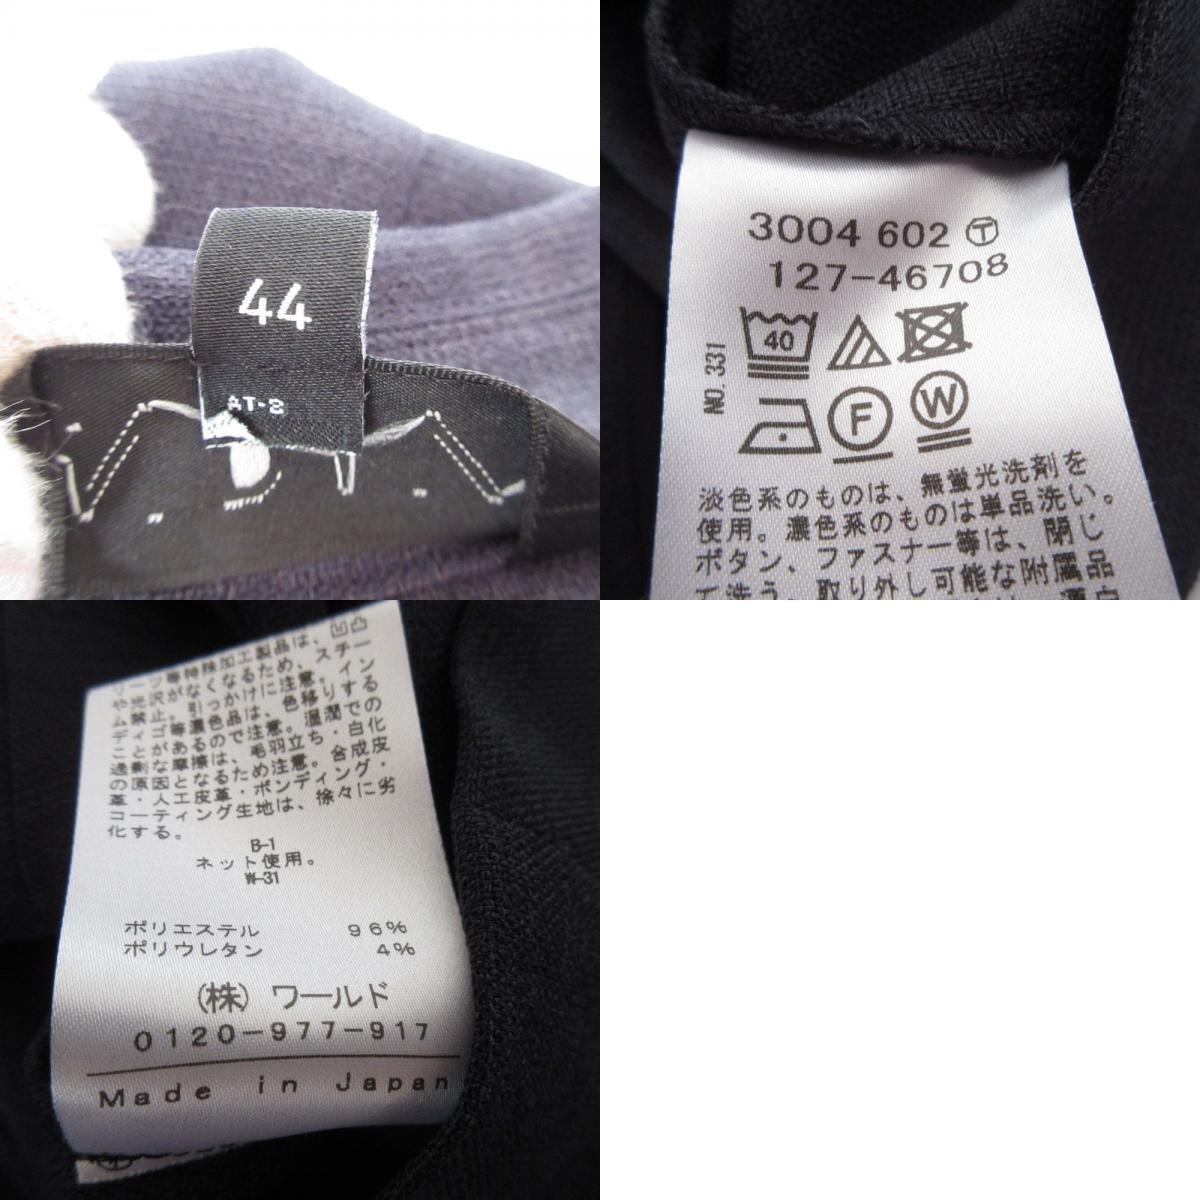 44
AT-8
3004 602 T
127-46708
NO.331
40
F
W
淡色系のものは、無蛍光洗剤を
使用。濃色系のものは単品洗い。
ボタン、ファスナー等は、閉じ
て洗う。取り外し可能な附属品
凹凸
リーツ等特殊加工製品は、
や光沢がなくなるため、スチー
ム禁止。引っかけに注意。イン
ディゴ等濃色品は、色移りする
ことがあるので注意。湿潤での
過剰な摩擦は、毛羽立ち・白化
の原因となるため注意。合成皮
革・人工皮革・ボンディング・
コーティング生地は、徐々に劣
化する。
B-1
ネット使用。
W-31
ポリエステル 96%
ポリウレタン 4%
(株)ワールド
0120-977-917
Made in Japan